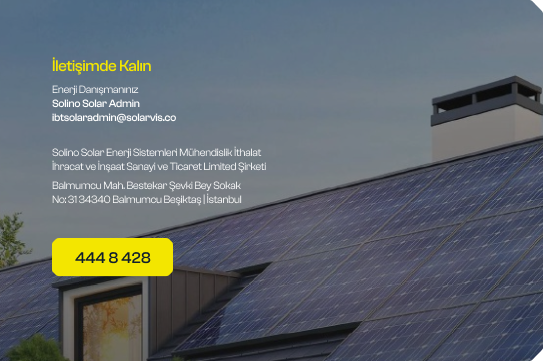 İletişimde Kalın
Enerji Danışmanınız
Solino Solar Admin
ibtsolaradmin@solarvis.co
Solino Solar Enerji Sistemleri Mühendislik İthalat
İhracat ve İnşaat Sanayi ve Ticaret Limited Şirketi
Balmumcu Mah. Bestekar Şevki Bey Sokak
No: 31 34340 Balmumcu Beşiktaş | İstanbul
444 8 428